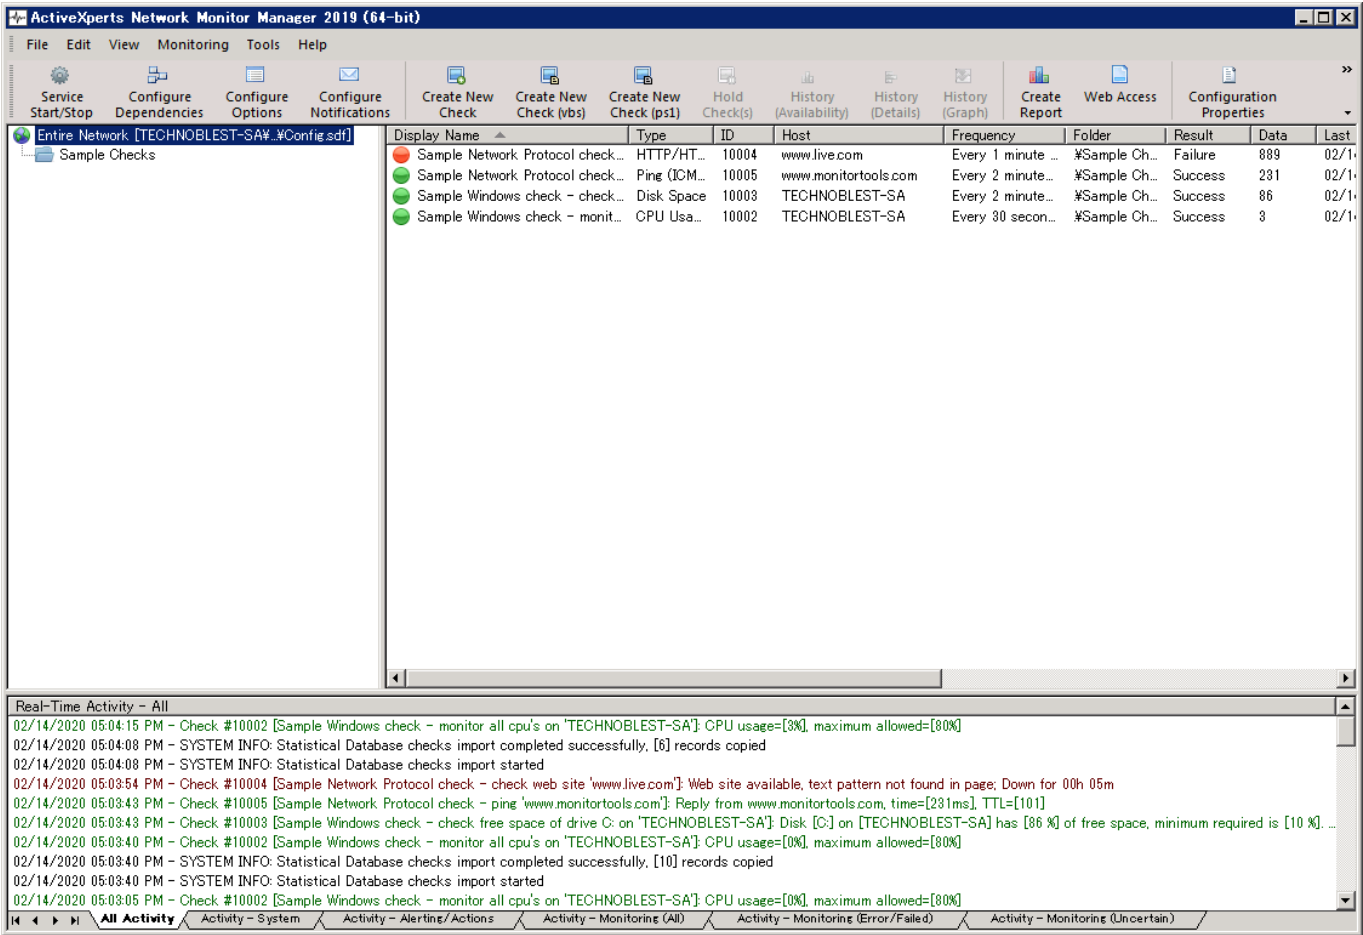 ActiveXperts Network Monitor Manager 2019 (64-bit)
File Edit View Monitoring Tools Help
Service Start/Stop
Configure Dependencies
Configure Options
Configure Notifications
Create New Check
Create New Check (vbs)
Create New Check (ps1)
Hold Check(s)
History (Availability)
History (Details)
History (Graph)
Create Report
Web Access
Configuration Properties
Entire Network [TECHNOBLEST-SA¥...¥Config.sdf]
Sample Checks
Display Name Type ID Host Frequency Folder Result Data Last
Sample Network Protocol check... HTTP/HT... 10004 www.live.com Every 1 minute ... ¥Sample Ch... Failure 889 02/1
Sample Network Protocol check... Ping (ICM... 10005 www.monitortools.com Every 2 minute... ¥Sample Ch... Success 231 02/1
Sample Windows check - check... Disk Space 10003 TECHNOBLEST-SA Every 2 minute... ¥Sample Ch... Success 86 02/1
Sample Windows check - monit... CPU Usa... 10002 TECHNOBLEST-SA Every 30 secon... ¥Sample Ch... Success 3 02/1
Real-Time Activity - All
02/14/2020 05:04:15 PM - Check #10002 [Sample Windows check - monitor all cpu's on 'TECHNOBLEST-SA']: CPU usage=[3%], maximum allowed=[80%]
02/14/2020 05:04:08 PM - SYSTEM INFO: Statistical Database checks import completed successfully, [6] records copied
02/14/2020 05:04:08 PM - SYSTEM INFO: Statistical Database checks import started
02/14/2020 05:03:54 PM - Check #10004 [Sample Network Protocol check - check web site 'www.live.com']: Web site available, text pattern not found in page; Down for 00h 05m
02/14/2020 05:03:43 PM - Check #10005 [Sample Network Protocol check - ping 'www.monitortools.com']: Reply from www.monitortools.com, time=[231ms], TTL=[101]
02/14/2020 05:03:43 PM - Check #10003 [Sample Windows check - check free space of drive C: on 'TECHNOBLEST-SA']: Disk [C:] on [TECHNOBLEST-SA] has [86 %] of free space, minimum required is [10 %]. ...
02/14/2020 05:03:40 PM - Check #10002 [Sample Windows check - monitor all cpu's on 'TECHNOBLEST-SA']: CPU usage=[0%], maximum allowed=[80%]
02/14/2020 05:03:40 PM - SYSTEM INFO: Statistical Database checks import completed successfully, [10] records copied
02/14/2020 05:03:40 PM - SYSTEM INFO: Statistical Database checks import started
02/14/2020 05:03:05 PM - Check #10002 [Sample Windows check - monitor all cpu's on 'TECHNOBLEST-SA']: CPU usage=[0%], maximum allowed=[80%]
All Activity Activity - System Activity - Alerting/Actions Activity - Monitoring (All) Activity - Monitoring (Error/Failed) Activity - Monitoring (Uncertain)